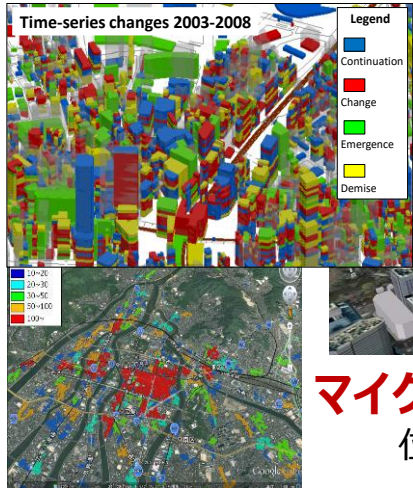 Time-series changes 2003-2008
Legend
Continuation
Change
Emergence
Demise
10~20
20~30
30~50
50~100
100~
マイク
位
Google